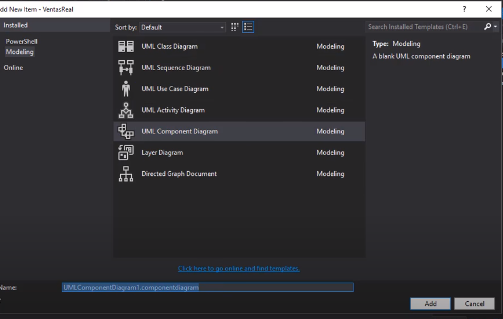 dd New Item - VentasReal
?
Installed
Sort by: Default
Search Installed Templates (Ctrl+E)
PowerShell
Modeling
Online
UML Class Diagram Modeling
UML Sequence Diagram Modeling
UML Use Case Diagram Modeling
UML Activity Diagram Modeling
UML Component Diagram Modeling
Layer Diagram Modeling
Directed Graph Document Modeling
Type: Modeling
A blank UML component diagram
Click here to go online and find templates.
Name: UMLComponentDiagram1.componentdiagram
Add Cancel